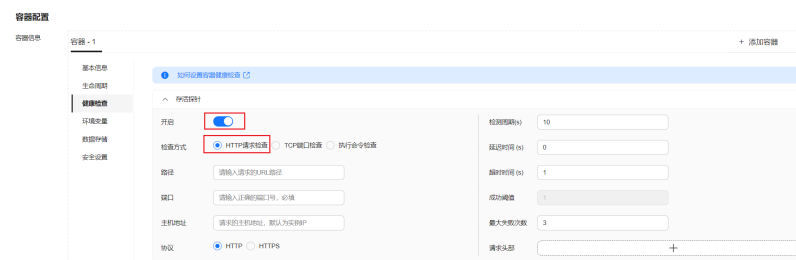 容器配置
容器信息
容器 - 1
+ 添加容器
基本信息
生命周期
健康检查
环境变量
数据存储
安全设置
如何设置容器健康检查
存活探针
开启
检测周期(s) 10
检查方式 HTTP请求检查 TCP端口检查 执行命令检查
延迟时间 (s) 0
路径 请输入请求的URL路径
超时时间 (s) 1
端口 请输入正确的端口号，必填
成功阈值 1
主机地址 请求的主机地址，默认为实例IP
最大失败次数 3
协议 HTTP HTTPS
请求头部 +